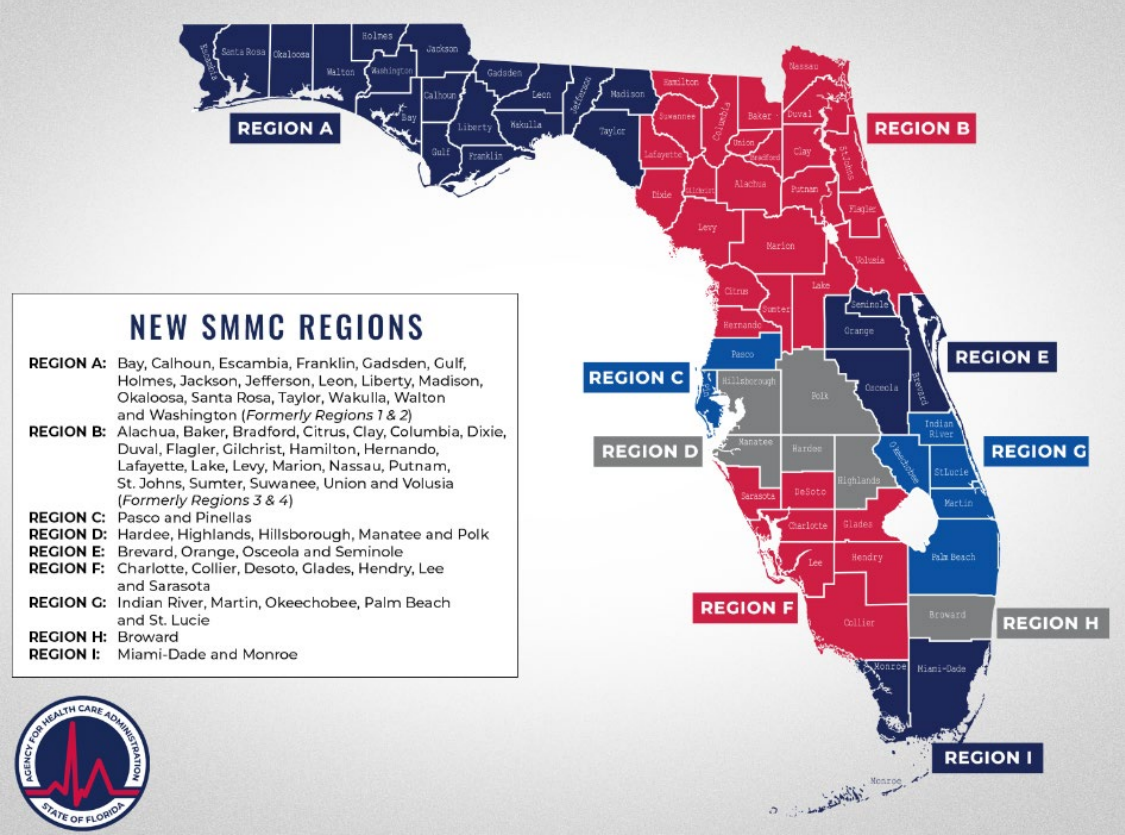 Holmes
Jackson
Escambia
Santa Rosa
Okaloosa
Walton
Washington
Bay
Calhoun
Gulf
Liberty
Franklin
Gadsden
Leon
Wakulla
Jefferson
Madison
Taylor
REGION A
Nassau
Hamilton
Suwannee
Columbia
Baker
Duval
Union
Bradford
Clay
St Johns
Lafayette
Dixie
Gilchrist
Alachua
Putnam
Flagler
Levy
Marion
Volusia
Citrus
Sumter
Lake
Hernando
REGION B
NEW SMMC REGIONS
REGION A: Bay, Calhoun, Escambia, Franklin, Gadsden, Gulf,
Holmes, Jackson, Jefferson, Leon, Liberty, Madison,
Okaloosa, Santa Rosa, Taylor, Wakulla, Walton
and Washington (Formerly Regions 1 & 2)
REGION B: Alachua, Baker, Bradford, Citrus, Clay, Columbia, Dixie,
Duval, Flagler, Gilchrist, Hamilton, Hernando,
Lafayette, Lake, Levy, Marion, Nassau, Putnam,
St. Johns, Sumter, Suwanee, Union and Volusia
(Formerly Regions 3 & 4)
REGION C: Pasco and Pinellas
REGION D: Hardee, Highlands, Hillsborough, Manatee and Polk
REGION E: Brevard, Orange, Osceola and Seminole
REGION F: Charlotte, Collier, Desoto, Glades, Hendry, Lee
and Sarasota
REGION G: Indian River, Martin, Okeechobee, Palm Beach
and St. Lucie
REGION H: Broward
REGION I: Miami-Dade and Monroe
Seminole
Orange
Osceola
Brevard
REGION E
Pasco
REGION C
Hillmborough
Polk
Manatee
Hardee
Highlands
REGION D
Indian
River
Okeechobee
StLucie
Martin
Palm Beach
REGION G
Sarasota
DeSoto
Charlotte
Glades
Lee
Hendry
Collier
REGION F
Broward
REGION H
Monroe
Miami-Dade
REGION I
Monroe
AGENCY FOR HEALTH CARE ADMINISTRATION
STATE OF FLORIDA